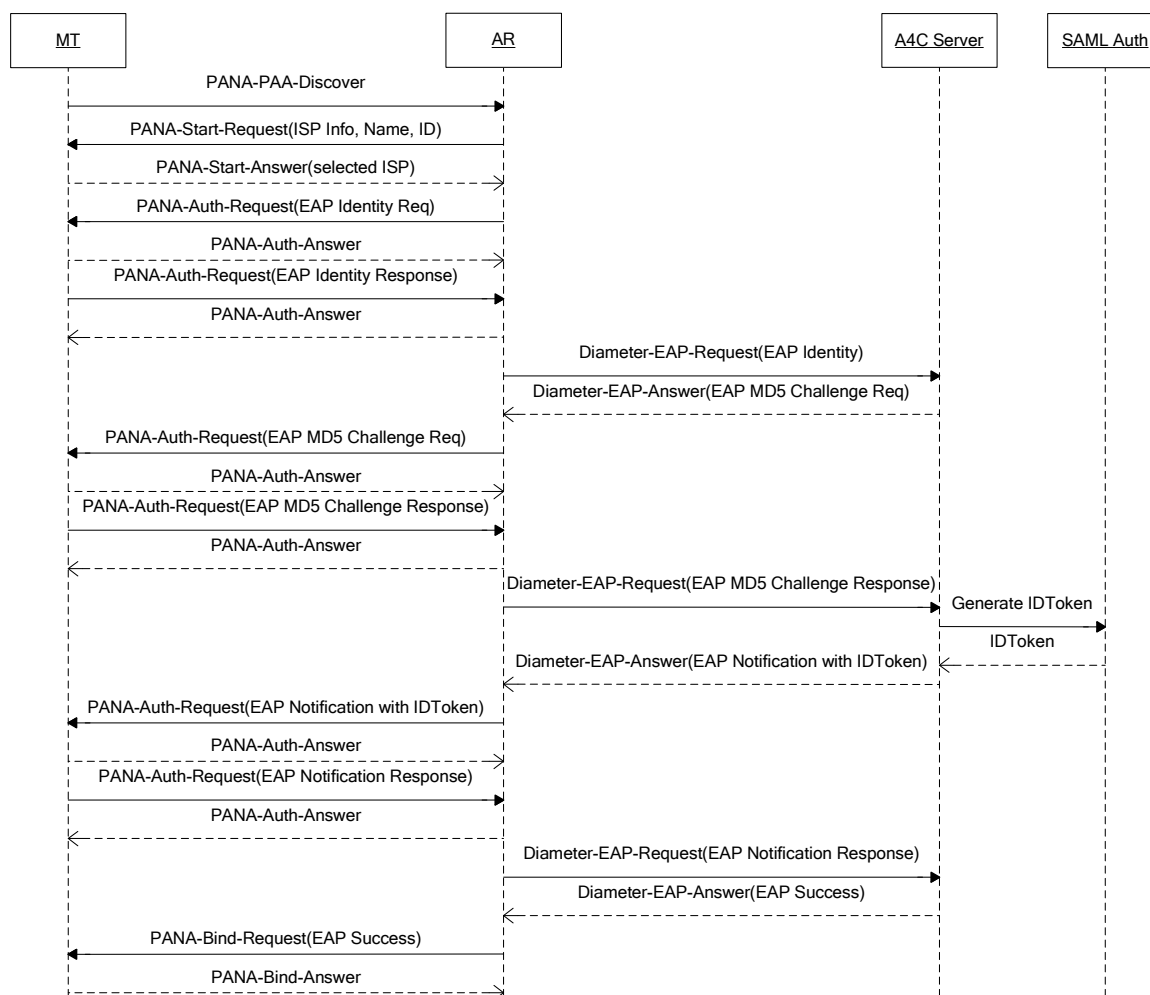 MT
AR
A4C Server
SAML Auth
PANA-PAA-Discover
PANA-Start-Request(ISP Info, Name, ID)
PANA-Start-Answer(selected ISP)
PANA-Auth-Request(EAP Identity Req)
PANA-Auth-Answer
PANA-Auth-Request(EAP Identity Response)
PANA-Auth-Answer
Diameter-EAP-Request(EAP Identity)
Diameter-EAP-Answer(EAP MD5 Challenge Req)
PANA-Auth-Request(EAP MD5 Challenge Req)
PANA-Auth-Answer
PANA-Auth-Request(EAP MD5 Challenge Response)
PANA-Auth-Answer
Diameter-EAP-Request(EAP MD5 Challenge Response)
Generate IDToken
IDToken
Diameter-EAP-Answer(EAP Notification with IDToken)
PANA-Auth-Request(EAP Notification with IDToken)
PANA-Auth-Answer
PANA-Auth-Request(EAP Notification Response)
PANA-Auth-Answer
Diameter-EAP-Request(EAP Notification Response)
Diameter-EAP-Answer(EAP Success)
PANA-Bind-Request(EAP Success)
PANA-Bind-Answer